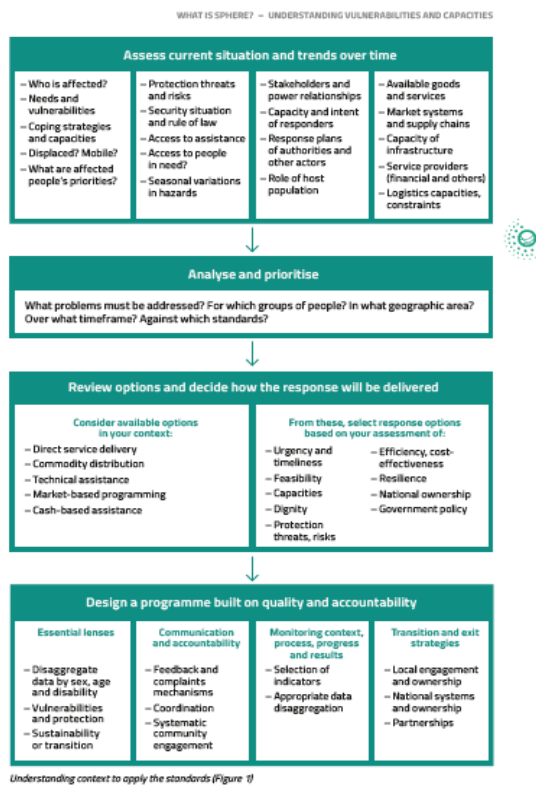 WHAT IS SPHERE? – UNDERSTANDING VULNERABILITIES AND CAPACITIES
Assess current situation and trends over time
– Who is affected?
– Needs and
vulnerabilities
– Coping strategies
and capacities
– Displaced? Mobile?
– What are affected
people's priorities?
– Protection threats
and risks
– Security situation
and rule of law
– Access to assistance
– Access to people
in need?
– Seasonal variations
in hazards
– Stakeholders and
power relationships
– Capacity and intent
of responders
– Response plans
of authorities and
other actors
– Role of host
population
– Available goods
and services
– Market systems
and supply chains
– Capacity of
infrastructure
– Service providers
(financial and others)
– Logistics capacities,
constraints
Analyse and prioritise
What problems must be addressed? For which groups of people? In what geographic area?
Over what timeframe? Against which standards?
Review options and decide how the response will be delivered
Consider available options
in your context:
– Direct service delivery
– Commodity distribution
– Technical assistance
– Market-based programming
– Cash-based assistance
From these, select response options
based on your assessment of:
– Urgency and
timeliness
– Feasibility
– Capacities
– Dignity
– Protection
threats, risks
– Efficiency, cost-
effectiveness
– Resilience
– National ownership
– Government policy
Design a programme built on quality and accountability
Essential lenses
– Disaggregate
data by sex, age
and disability
– Vulnerabilities
and protection
– Sustainability
or transition
Communication
and accountability
– Feedback and
complaints
mechanisms
– Coordination
– Systematic
community
engagement
Monitoring context,
process, progress
and results
– Selection of
indicators
– Appropriate data
disaggregation
Transition and exit
strategies
– Local engagement
and ownership
– National systems
and ownership
– Partnerships
Understanding context to apply the standards (Figure 1)